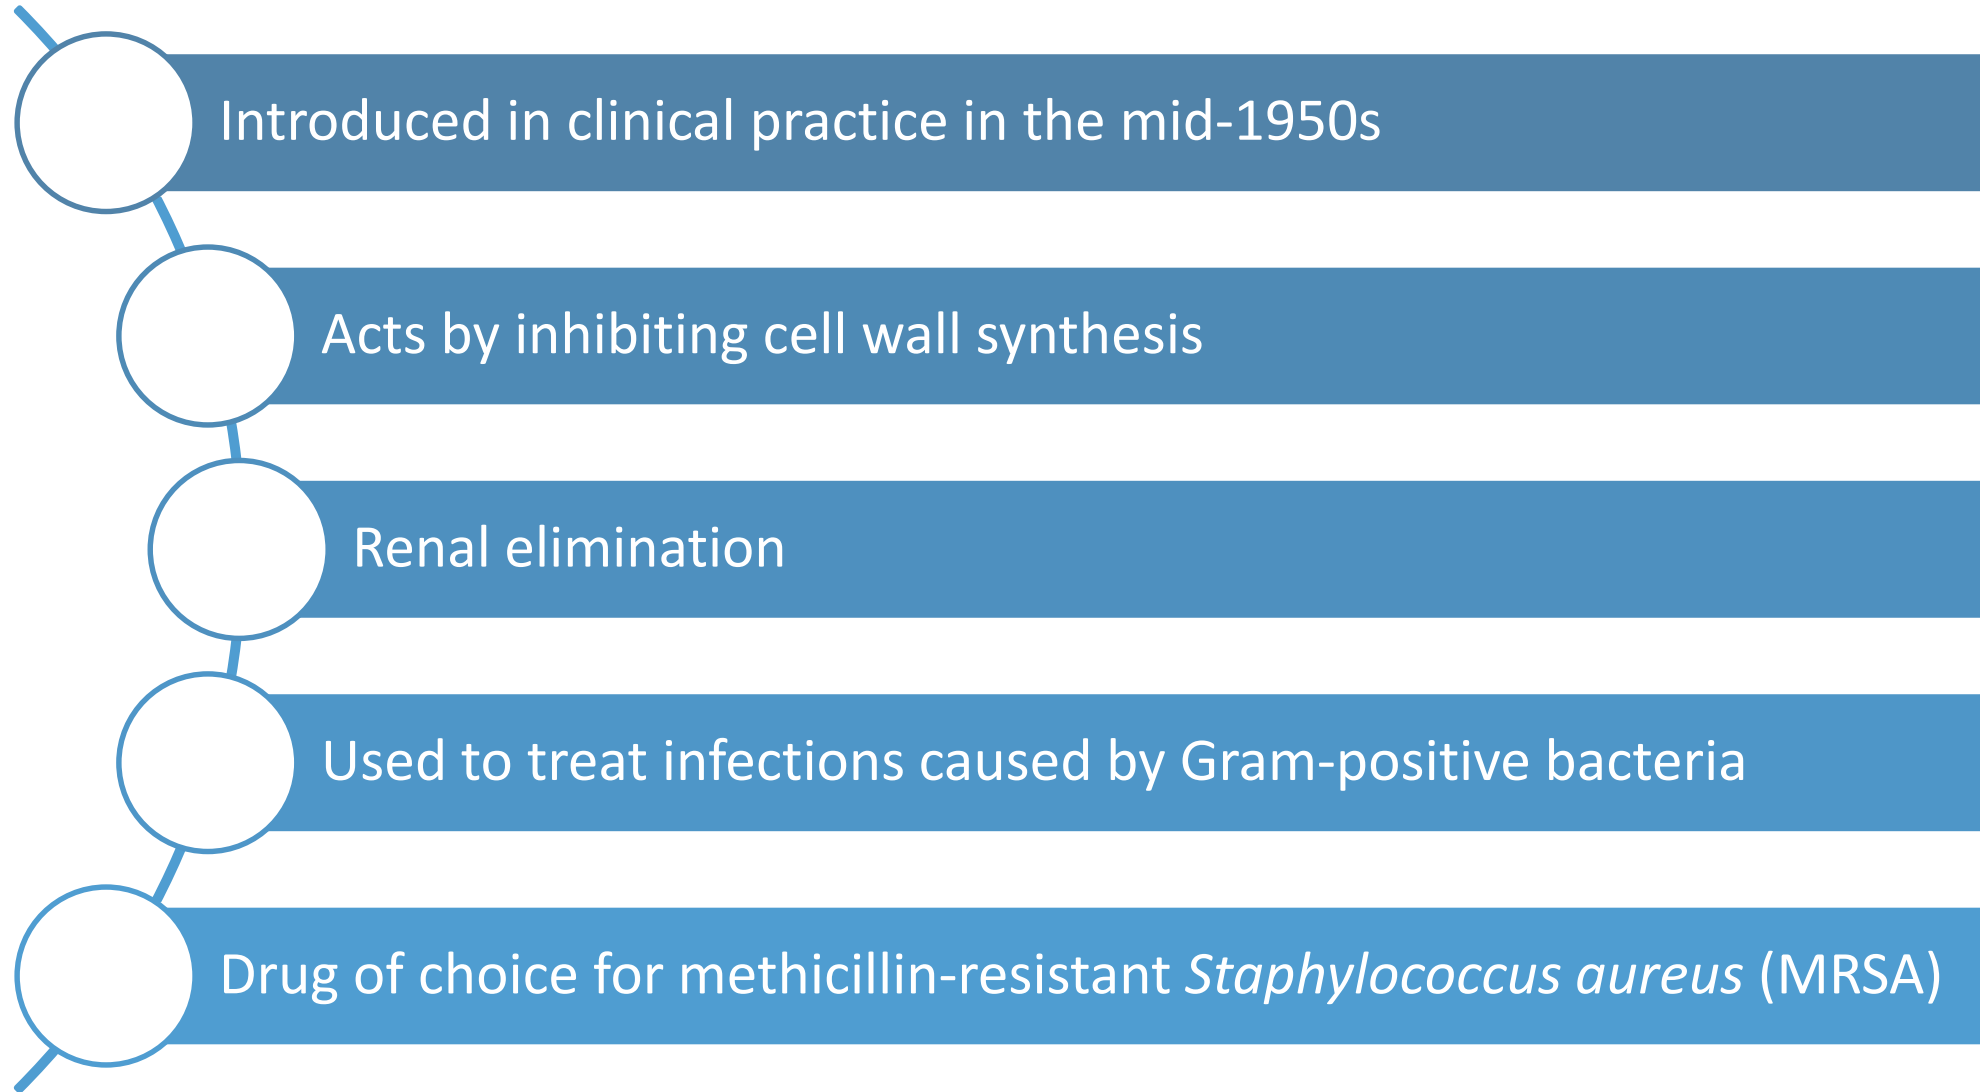 Introduced in clinical practice in the mid-1950s
Acts by inhibiting cell wall synthesis
Renal elimination
Used to treat infections caused by Gram-positive bacteria
Drug of choice for methicillin-resistant Staphylococcus aureus (MRSA)